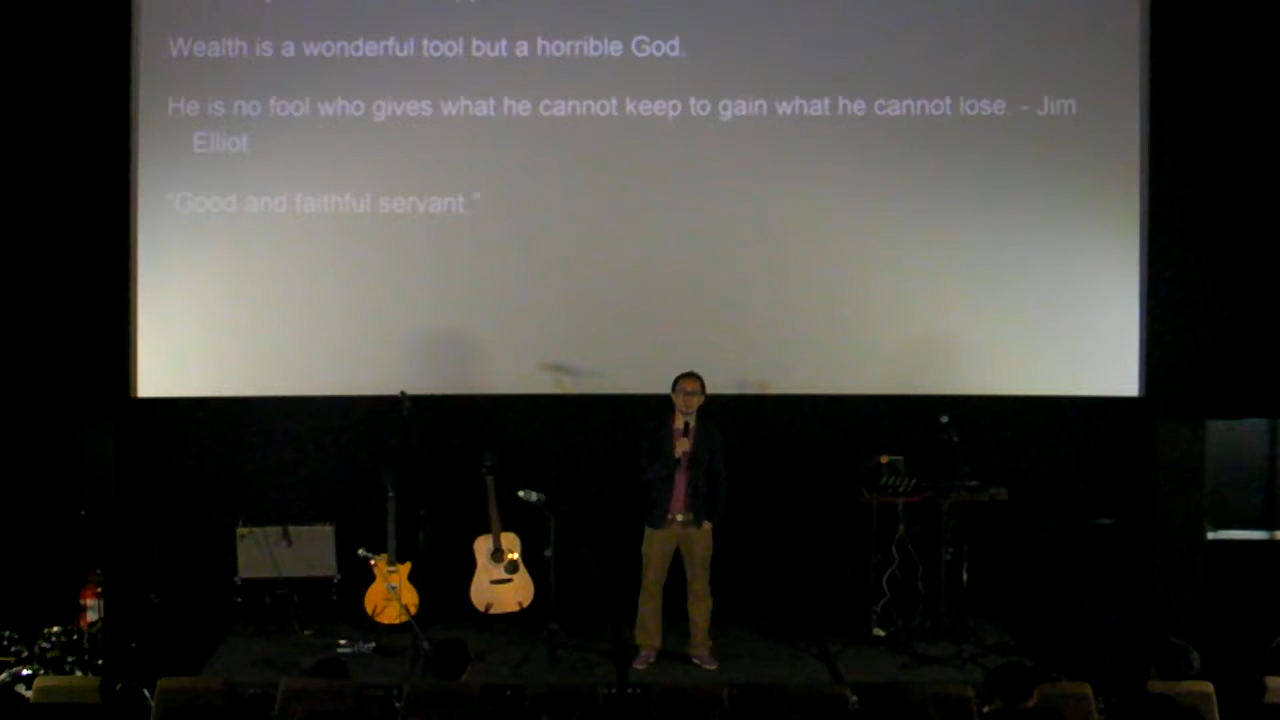 Wealth is a wonderful tool but a horrible God.
He is no fool who gives what he cannot keep to gain what he cannot lose. - Jim
Elliot
"Good and faithful servant."